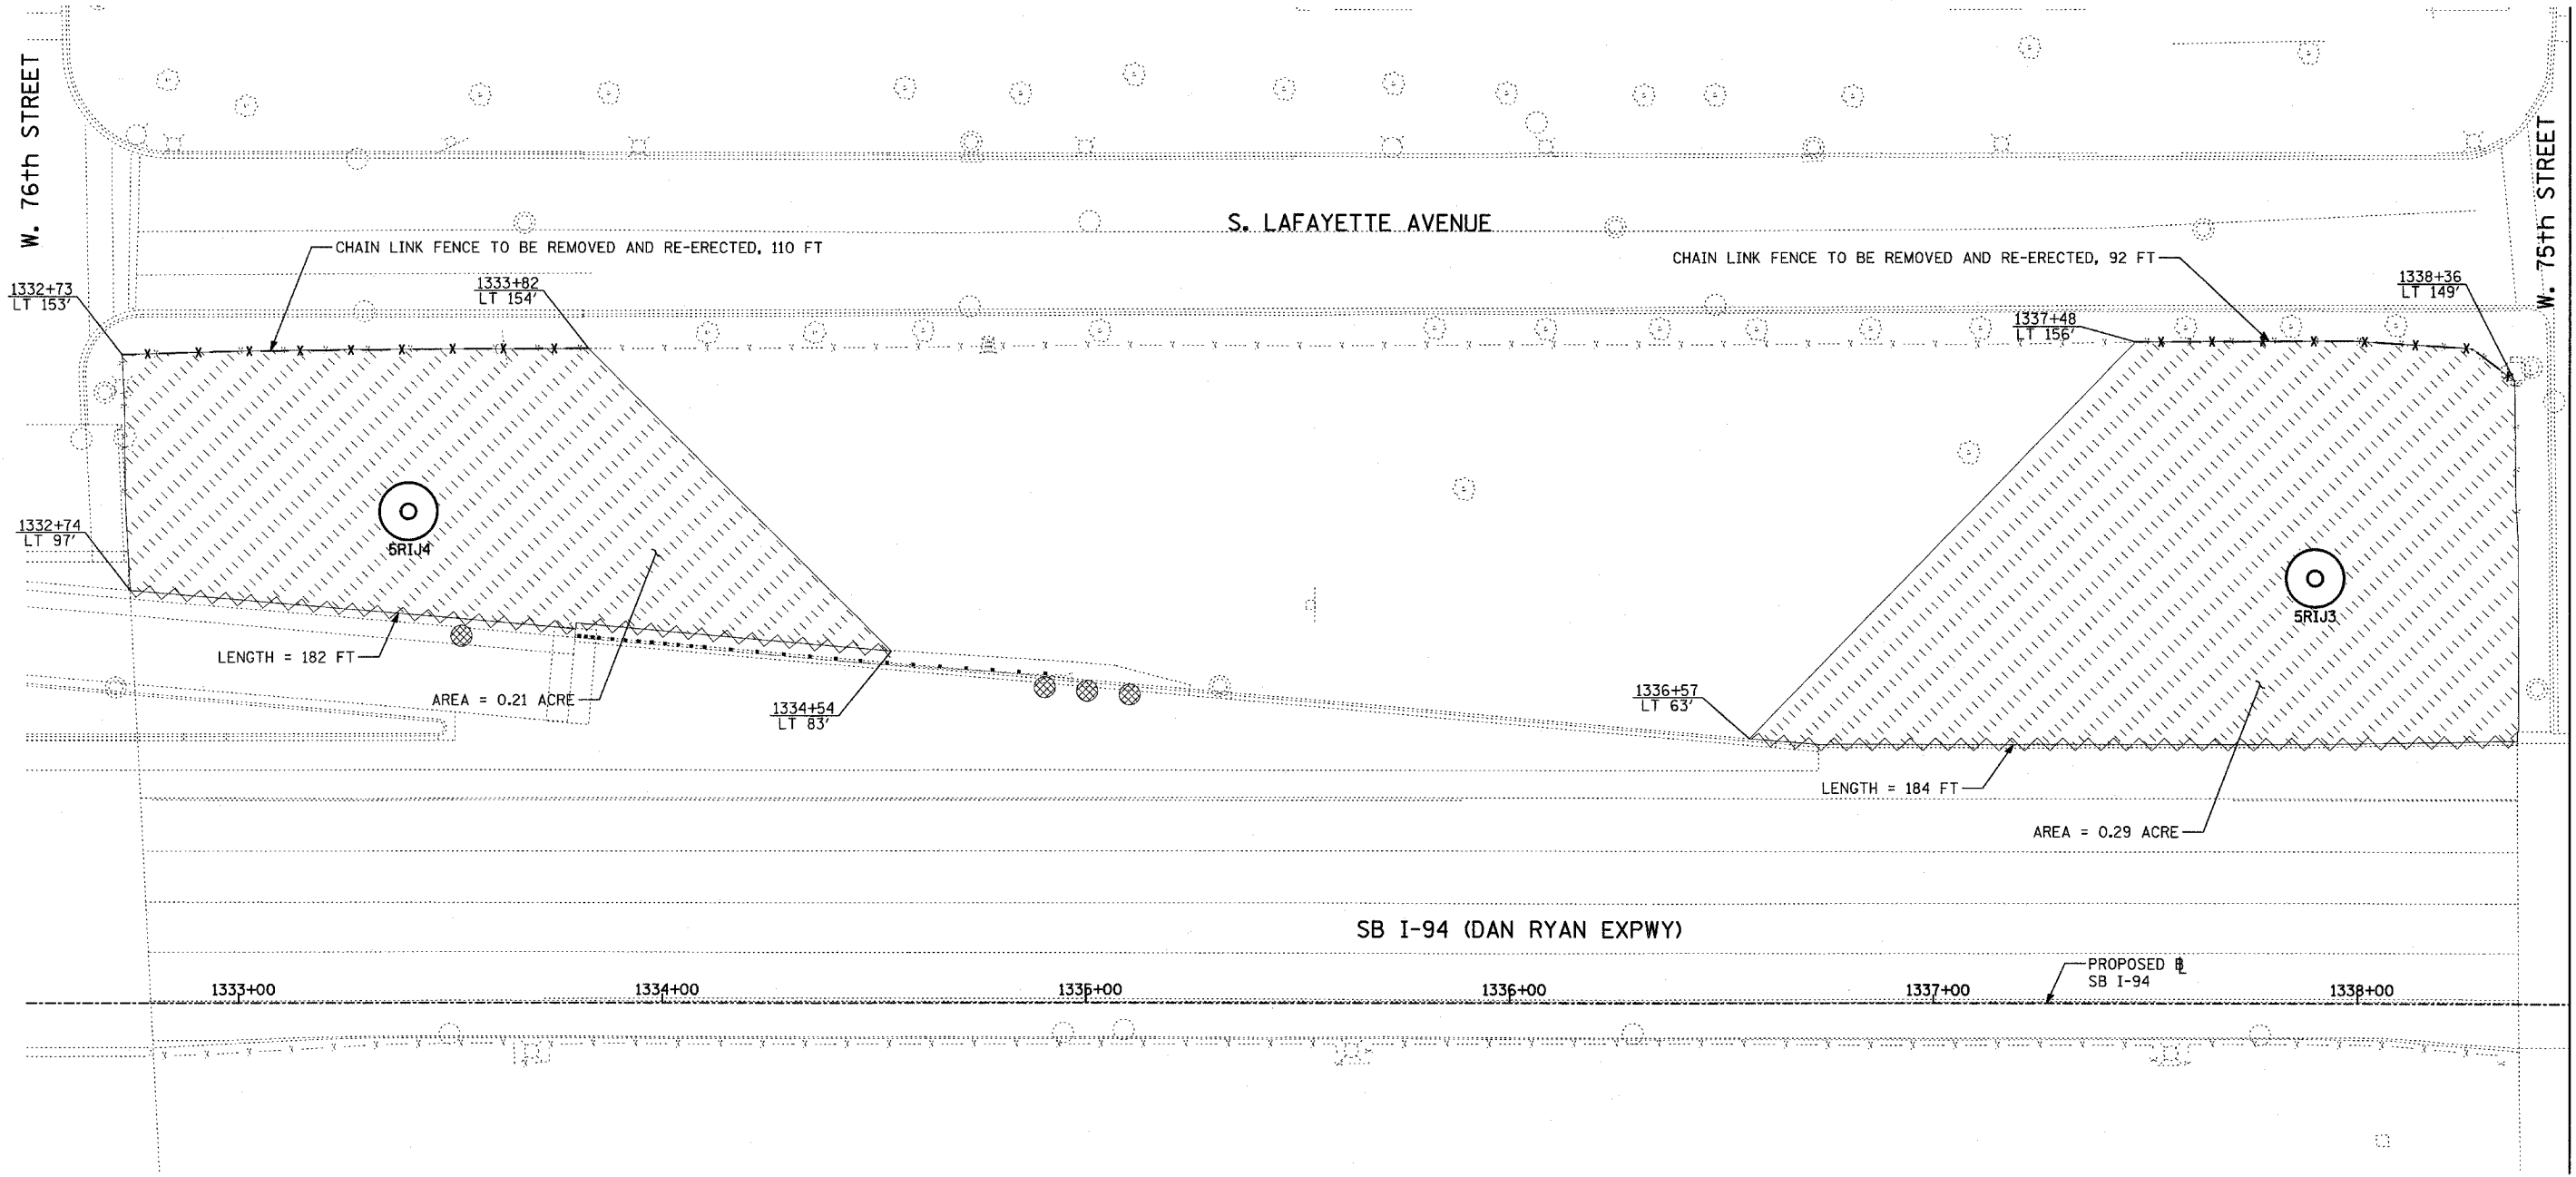 W. 76th STREET
W. 75th STREET
S. LAFAYETTE AVENUE
CHAIN LINK FENCE TO BE REMOVED AND RE-ERECTED, 110 FT
CHAIN LINK FENCE TO BE REMOVED AND RE-ERECTED, 92 FT
1332+73
LT 153'
1333+82
LT 154'
1338+36
LT 149'
1337+48
LT 156'
1332+74
LT 97'
5RIJ4
5RIJ3
LENGTH = 182 FT
AREA = 0.21 ACRE
1334+54
LT 83'
1336+57
LT 63'
LENGTH = 184 FT
AREA = 0.29 ACRE
SB I-94 (DAN RYAN EXPWY)
PROPOSED BL
SB I-94
1333+00
1334+00
1335+00
1336+00
1337+00
1338+00